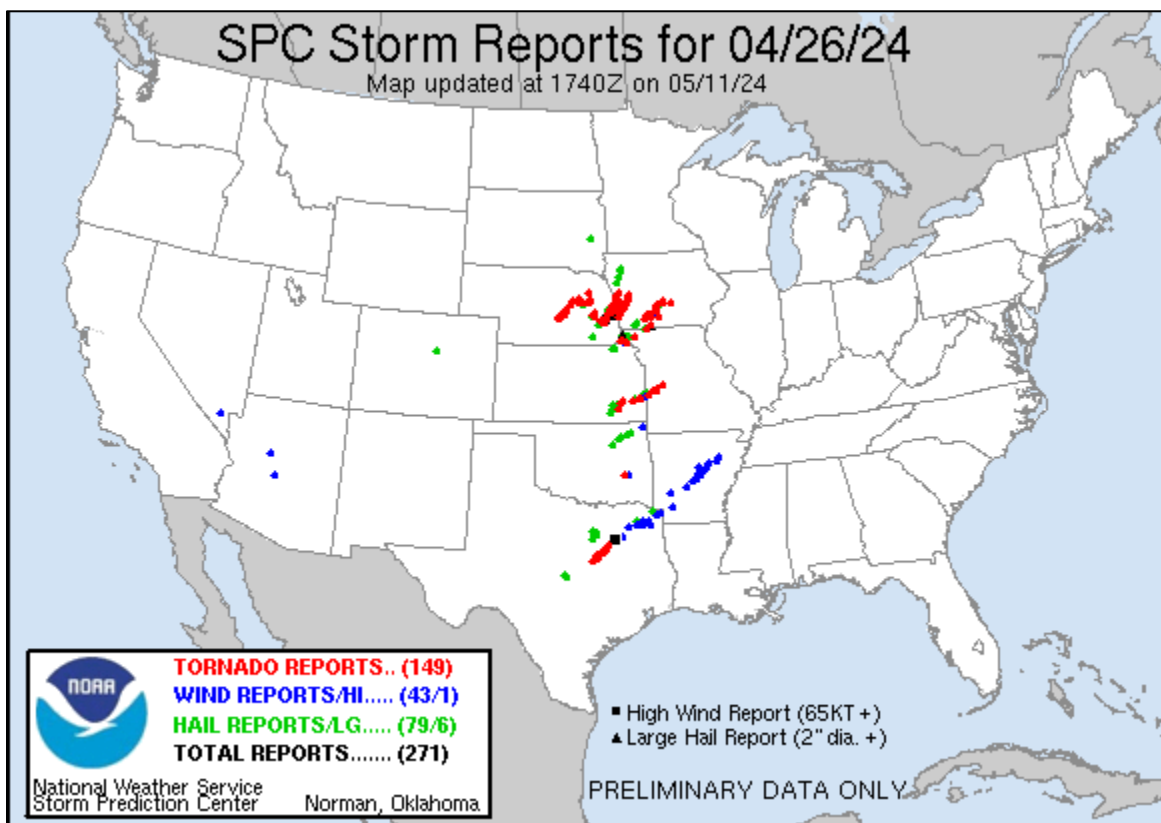 SPC Storm Reports for 04/26/24
Map updated at 1740Z on 05/11/24
NOAA
TORNADO REPORTS.. (149)
WIND REPORTS/HI..... (43/1)
HAIL REPORTS/LG..... (79/6)
TOTAL REPORTS....... (271)
National Weather Service
Storm Prediction Center Norman, Oklahoma
■ High Wind Report (65KT +)
▲ Large Hail Report (2" dia. +)
PRELIMINARY DATA ONLY